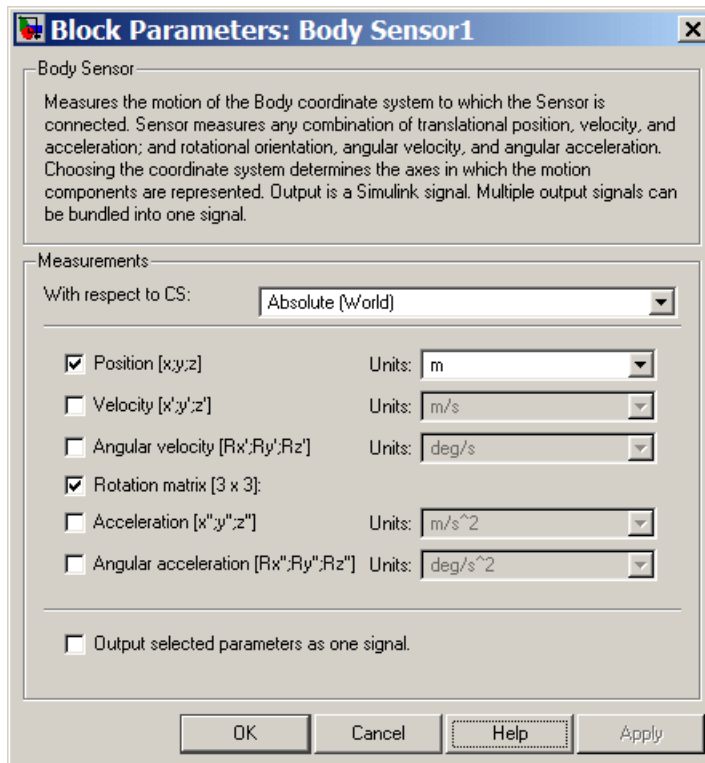 Block Parameters: Body Sensor1
Body Sensor
Measures the motion of the Body coordinate system to which the Sensor is
connected. Sensor measures any combination of translational position, velocity, and
acceleration; and rotational orientation, angular velocity, and angular acceleration.
Choosing the coordinate system determines the axes in which the motion
components are represented. Output is a Simulink signal. Multiple output signals can
be bundled into one signal.
Measurements
With respect to CS: Absolute (World)
Position [x;y;z] Units: m
Velocity [x';y';z'] Units: m/s
Angular velocity [Rx';Ry';Rz'] Units: deg/s
Rotation matrix [3 x 3]:
Acceleration [x";y";z"] Units: m/s^2
Angular acceleration [Rx";Ry";Rz"] Units: deg/s^2
Output selected parameters as one signal.
OK Cancel Help Apply